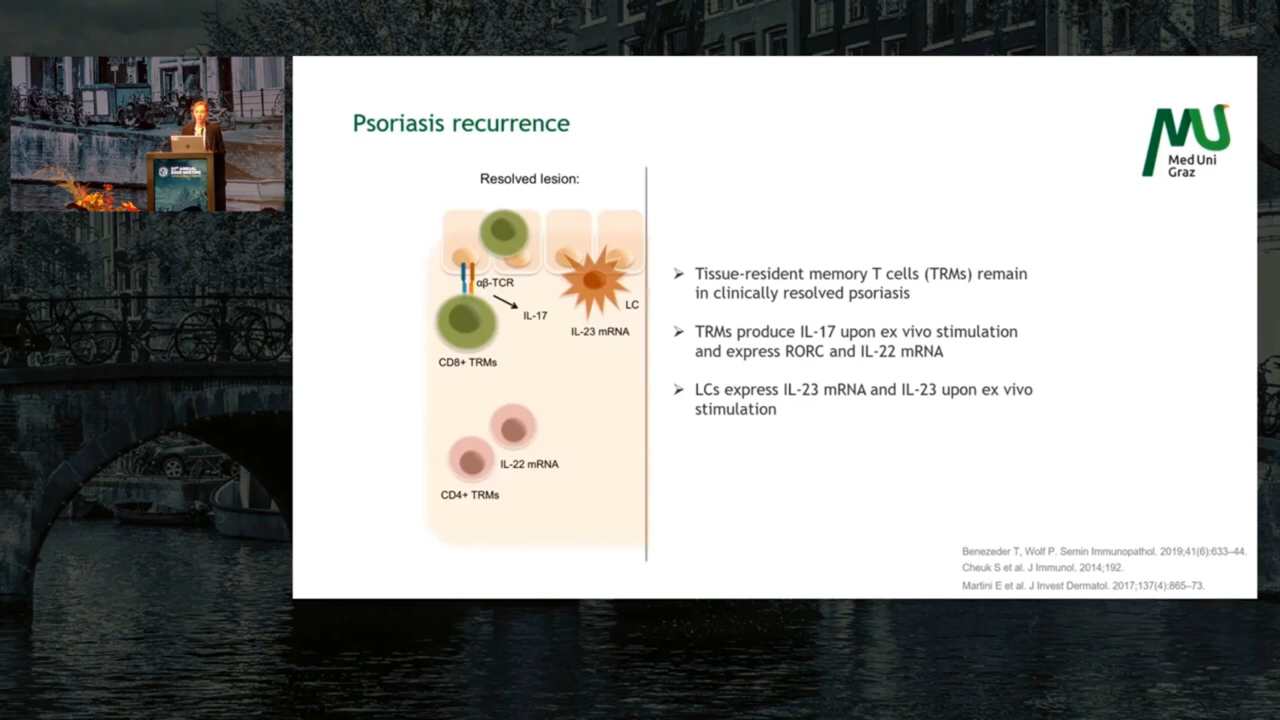 Psoriasis recurrence
MedUni
Graz
Resolved lesion:
αβ-TCR
IL-17
LC
IL-23 mRNA
CD8+ TRMs
IL-22 mRNA
CD4+ TRMs
➢ Tissue-resident memory T cells (TRMs) remain
in clinically resolved psoriasis
➢ TRMs produce IL-17 upon ex vivo stimulation
and express RORC and IL-22 mRNA
➢ LCs express IL-23 mRNA and IL-23 upon ex vivo
stimulation
Benezeder T, Wolf P. Semin Immunopathol. 2019;41(6):633–44.
Cheuk S et al. J Immunol. 2014;192.
Martini E et al. J Invest Dermatol. 2017;137(4):865–73.